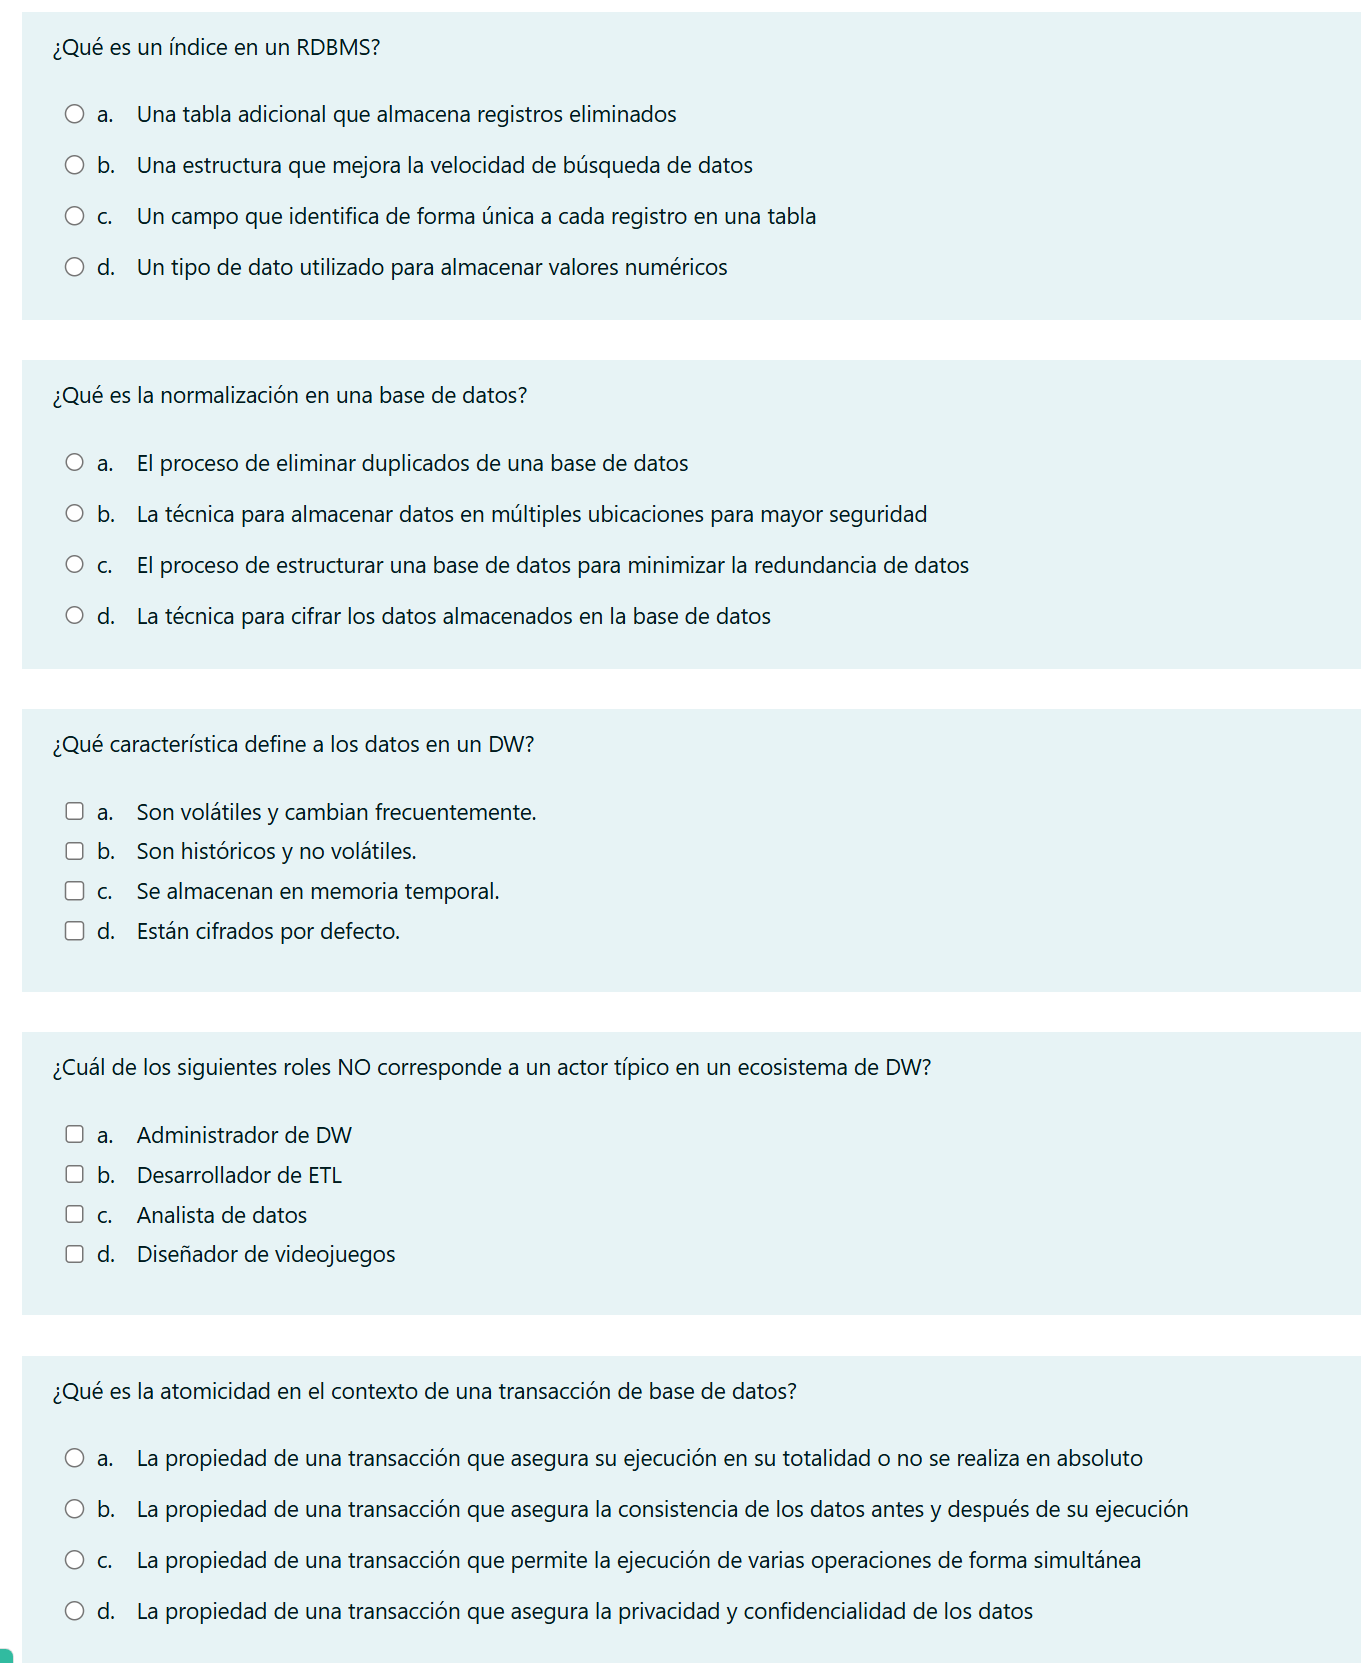 ¿Qué es un índice en un RDBMS?
a. Una tabla adicional que almacena registros eliminados
b. Una estructura que mejora la velocidad de búsqueda de datos
c. Un campo que identifica de forma única a cada registro en una tabla
d. Un tipo de dato utilizado para almacenar valores numéricos
¿Qué es la normalización en una base de datos?
a. El proceso de eliminar duplicados de una base de datos
b. La técnica para almacenar datos en múltiples ubicaciones para mayor seguridad
c. El proceso de estructurar una base de datos para minimizar la redundancia de datos
d. La técnica para cifrar los datos almacenados en la base de datos
¿Qué característica define a los datos en un DW?
a. Son volátiles y cambian frecuentemente.
b. Son históricos y no volátiles.
c. Se almacenan en memoria temporal.
d. Están cifrados por defecto.
¿Cuál de los siguientes roles NO corresponde a un actor típico en un ecosistema de DW?
a. Administrador de DW
b. Desarrollador de ETL
c. Analista de datos
d. Diseñador de videojuegos
¿Qué es la atomicidad en el contexto de una transacción de base de datos?
a. La propiedad de una transacción que asegura su ejecución en su totalidad o no se realiza en absoluto
b. La propiedad de una transacción que asegura la consistencia de los datos antes y después de su ejecución
c. La propiedad de una transacción que permite la ejecución de varias operaciones de forma simultánea
d. La propiedad de una transacción que asegura la privacidad y confidencialidad de los datos